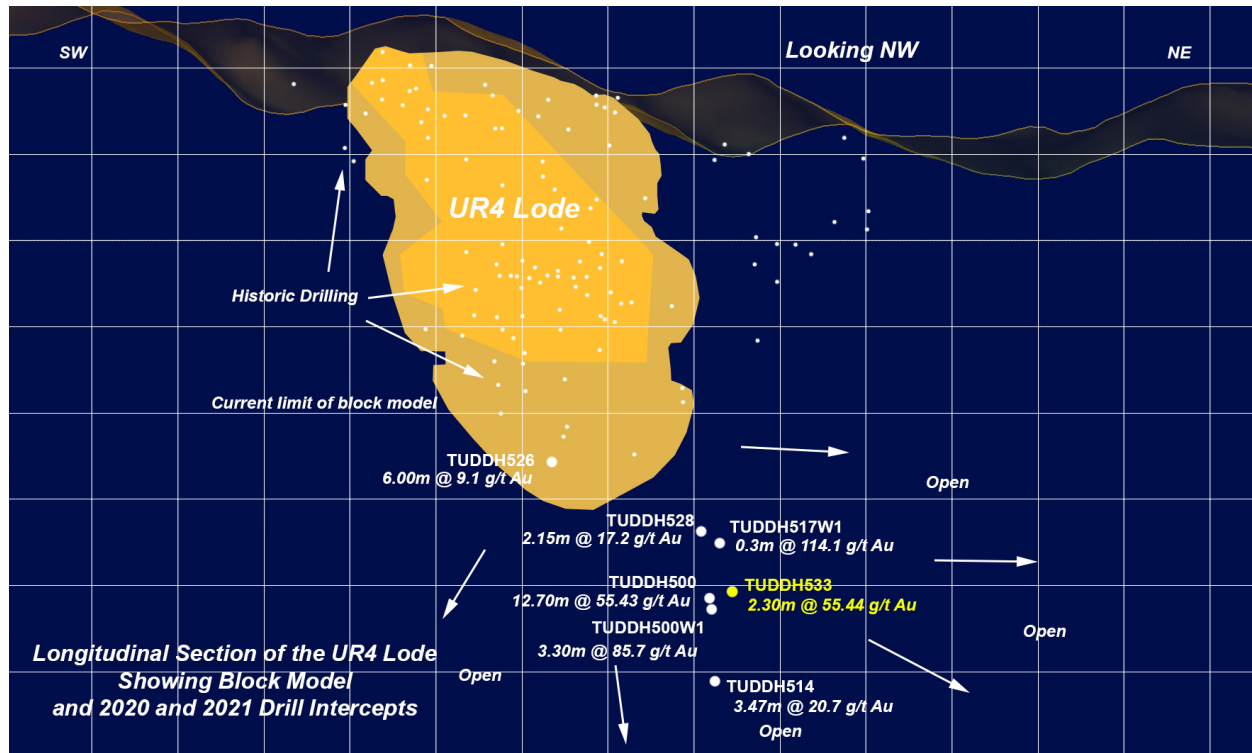 SW
Looking NW
NE
UR4 Lode
Historic Drilling
Current limit of block model
TUDDH526
6.00m @ 9.1 g/t Au
Open
TUDDH528
2.15m @ 17.2 g/t Au
TUDDH517W1
0.3m @ 114.1 g/t Au
TUDDH500
12.70m @ 55.43 g/t Au
TUDDH533
2.30m @ 55.44 g/t Au
TUDDH500W1
3.30m @ 85.7 g/t Au
Open
Longitudinal Section of the UR4 Lode
Showing Block Model
and 2020 and 2021 Drill Intercepts
Open
TUDDH514
3.47m @ 20.7 g/t Au
Open